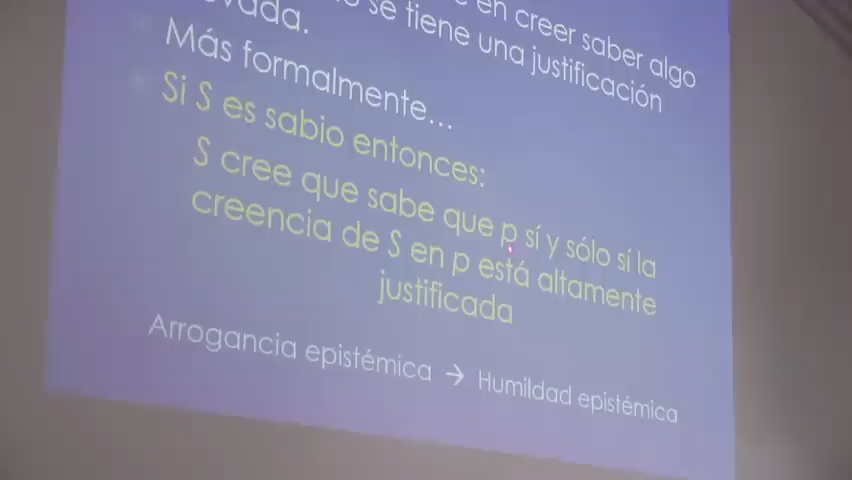 en creer saber algo
se tiene una justificación
Más formalmente...
Si S es sabio entonces:
S cree que sabe que p sí y sólo sí la
creencia de S en p está altamente
justificada
Arrogancia epistémica → Humildad epistémica